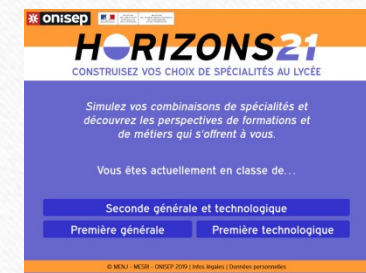 onisep
HORIZONS21
CONSTRUISEZ VOS CHOIX DE SPÉCIALITÉS AU LYCÉE
Simulez vos combinaisons de spécialités et
découvrez les perspectives de formations et
de métiers qui s'offrent à vous.
Vous êtes actuellement en classe de...
Seconde générale et technologique
Première générale Première technologique
© MENJ - MESRI - ONISEP 2019 | Infos légales | Données personnelles